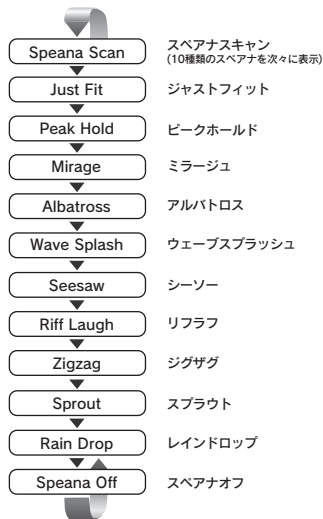 Speana Scan スペアナスキャン
(10種類のスペアナを次々に表示)
Just Fit ジャストフィット
Peak Hold ピークホールド
Mirage ミラージュ
Albatross アルバトロス
Wave Splash ウェーブスプラッシュ
Seesaw シーソー
Riff Laugh リフラフ
Zigzag ジグザグ
Sprout スプラウト
Rain Drop レインドロップ
Speana Off スペアナオフ